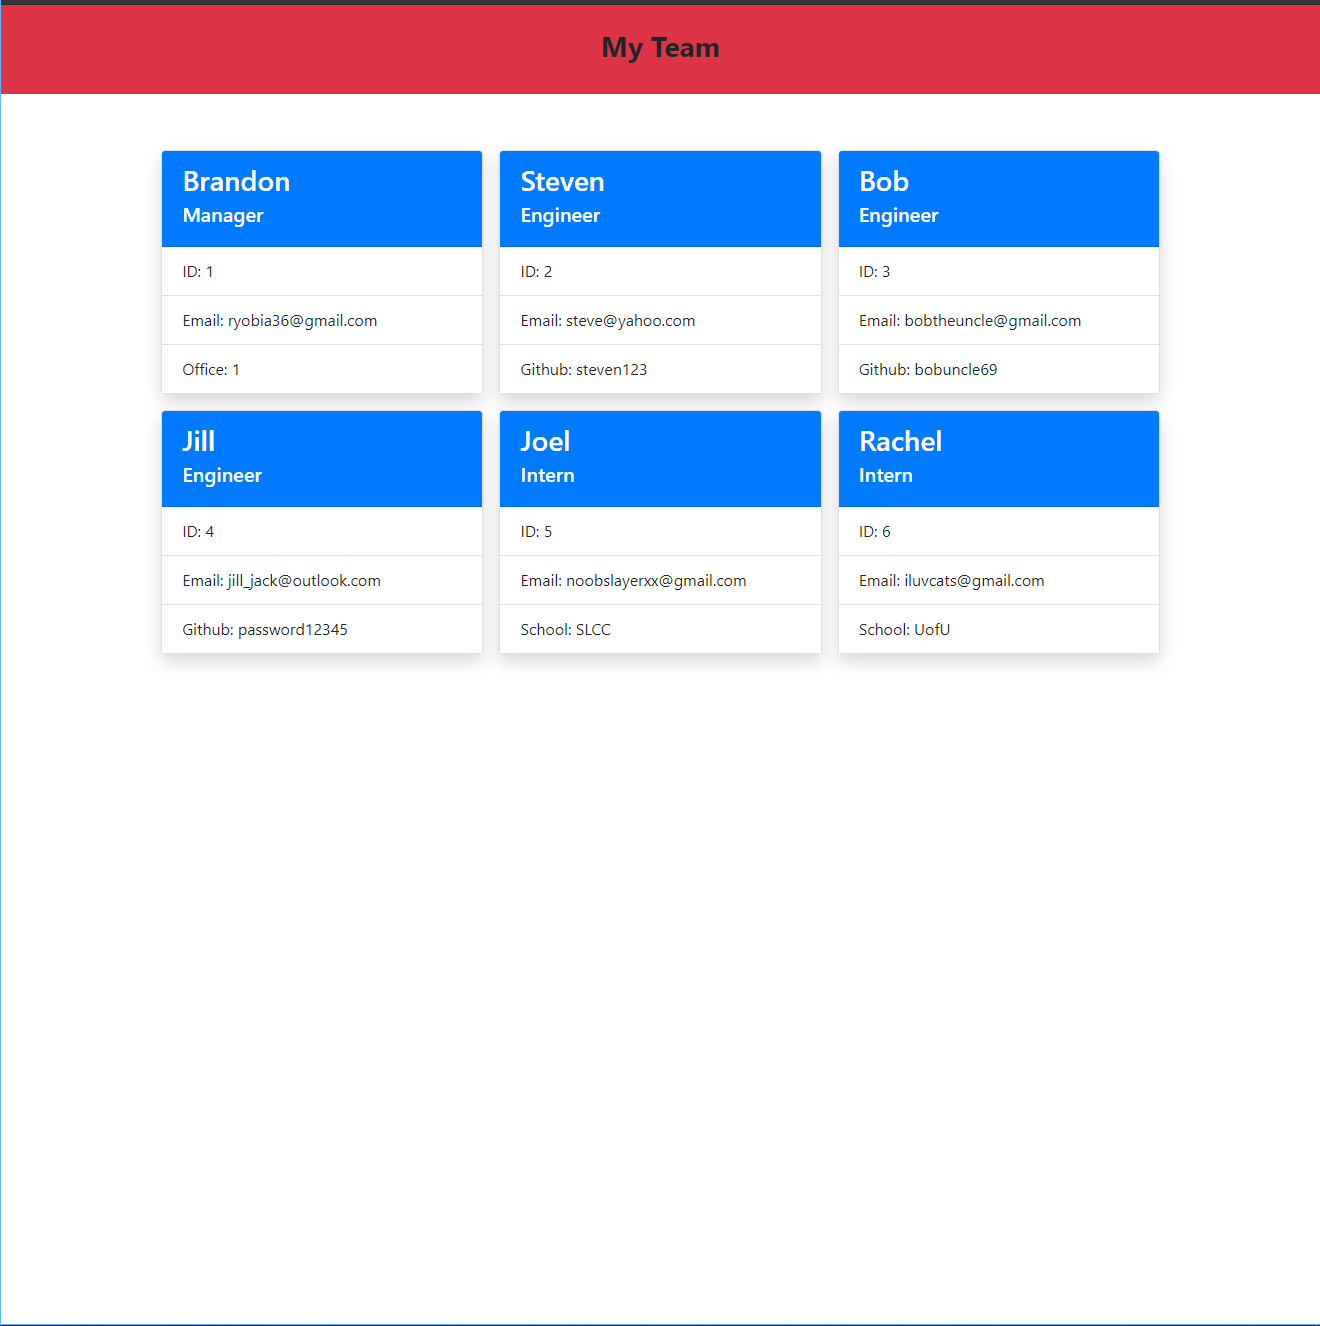 My Team
Brandon
Manager
ID: 1
Email: ryobia36@gmail.com
Office: 1
Steven
Engineer
ID: 2
Email: steve@yahoo.com
Github: steven123
Bob
Engineer
ID: 3
Email: bobtheuncle@gmail.com
Github: bobuncle69
Jill
Engineer
ID: 4
Email: jill_jack@outlook.com
Github: password12345
Joel
Intern
ID: 5
Email: noobslayerxx@gmail.com
School: SLCC
Rachel
Intern
ID: 6
Email: iluvcats@gmail.com
School: UofU